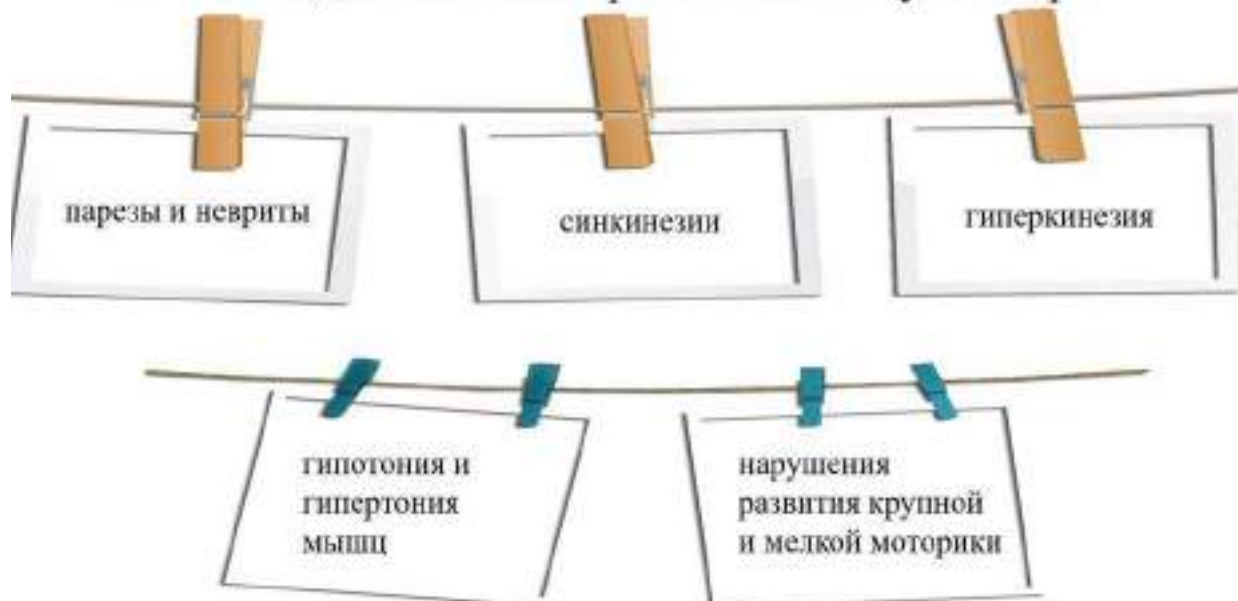 парезы и невриты
синкинезии
гиперкинезия
гипотония и
гипертония
мышц
нарушения
развития крупной
и мелкой моторики